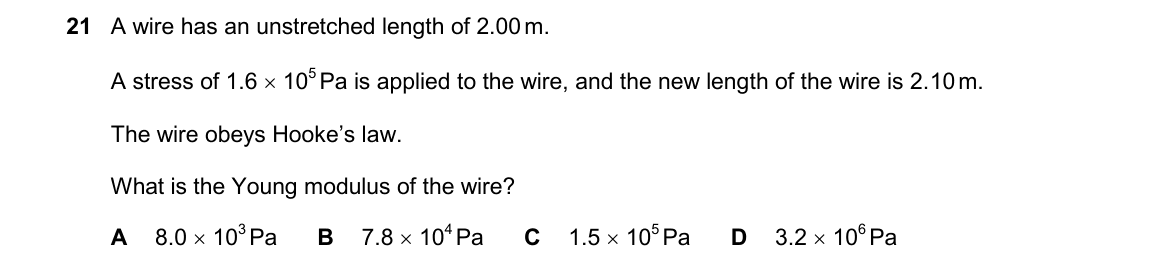 21 A wire has an unstretched length of 2.00 m.
A stress of 1.6 × 10⁵ Pa is applied to the wire, and the new length of the wire is 2.10 m.
The wire obeys Hooke’s law.
What is the Young modulus of the wire?
A 8.0 × 10³ Pa B 7.8 × 10⁴ Pa C 1.5 × 10⁵ Pa D 3.2 × 10⁶ Pa